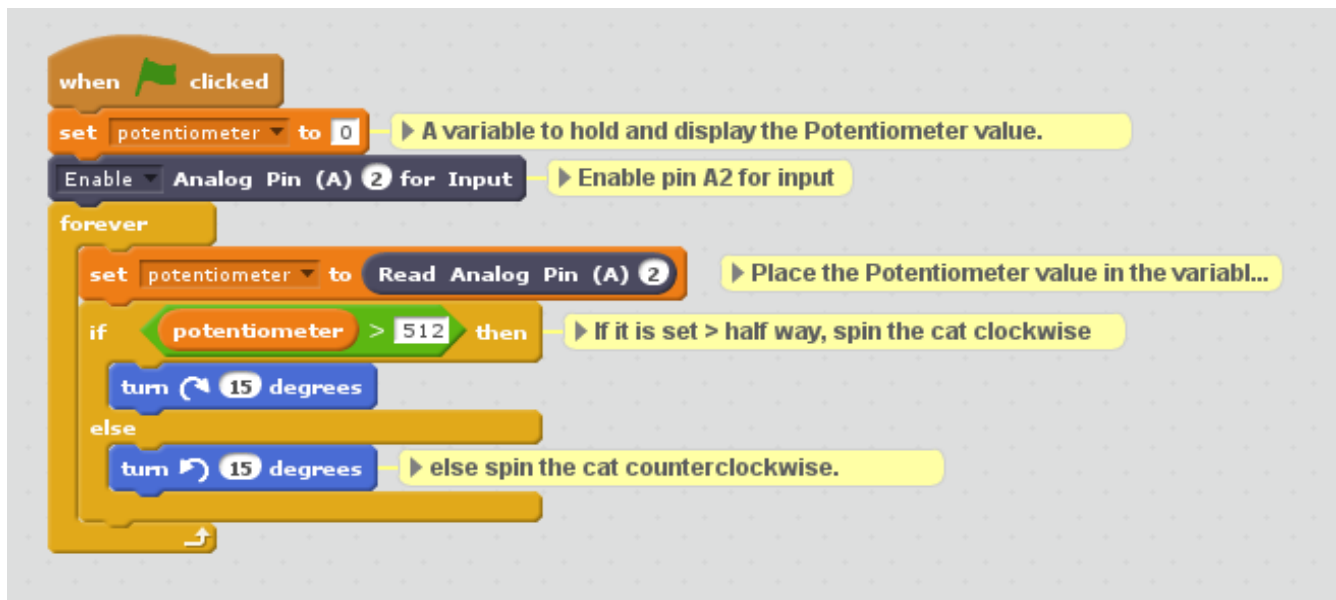 when clicked
set potentiometer to 0 A variable to hold and display the Potentiometer value.
Enable Analog Pin (A) 2 for Input Enable pin A2 for input
forever
set potentiometer to Read Analog Pin (A) 2 Place the Potentiometer value in the variabl...
if potentiometer > 512 then If it is set > half way, spin the cat clockwise
turn 15 degrees
else
turn 15 degrees else spin the cat counterclockwise.